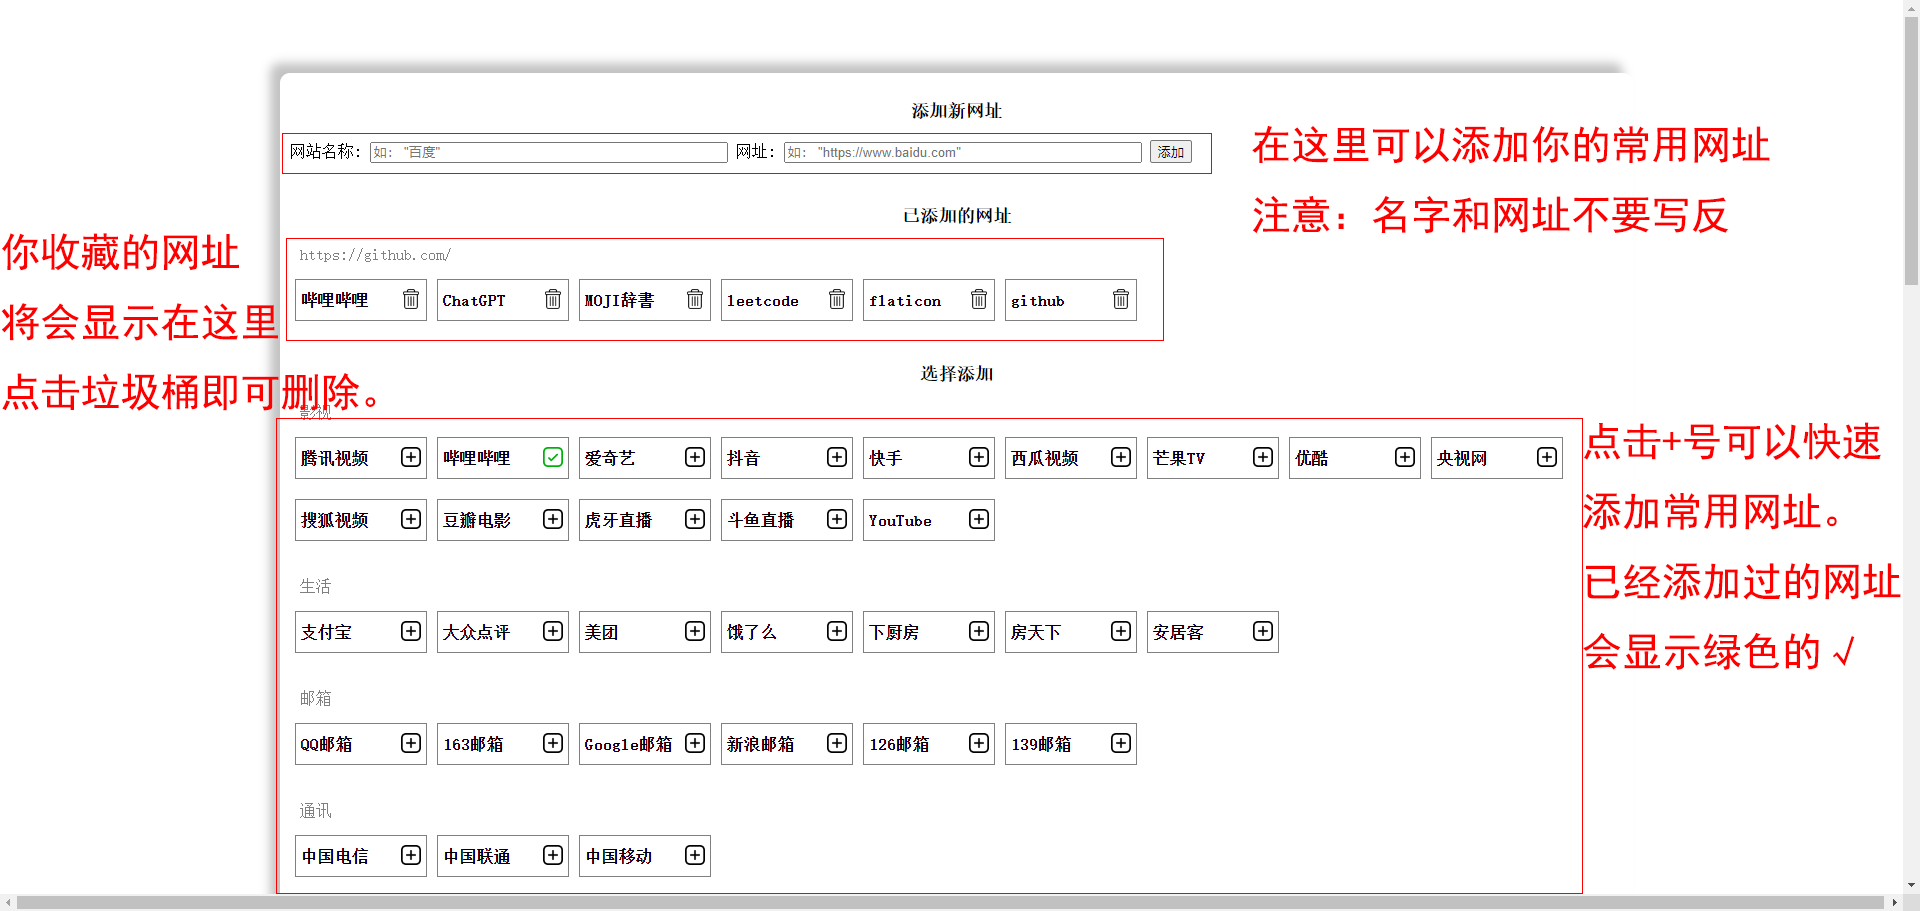 添加新网址
网站名称： 如： "百度" 网址： 如： "https://www.baidu.com" 添加
在这里可以添加你的常用网址
注意：名字和网址不要写反
已添加的网址
https://github.com/
哔哩哔哩 ChatGPT MOJI辞書 leetcode flaticon github
你收藏的网址
将会显示在这里
点击垃圾桶即可删除。
选择添加
影视
腾讯视频 哔哩哔哩 爱奇艺 抖音 快手 西瓜视频 芒果TV 优酷 央视网
搜狐视频 豆瓣电影 虎牙直播 斗鱼直播 YouTube
点击+号可以快速
添加常用网址。
已经添加过的网址
会显示绿色的√
生活
支付宝 大众点评 美团 饿了么 下厨房 房天下 安居客
邮箱
QQ邮箱 163邮箱 Google邮箱 新浪邮箱 126邮箱 139邮箱
通讯
中国电信 中国联通 中国移动